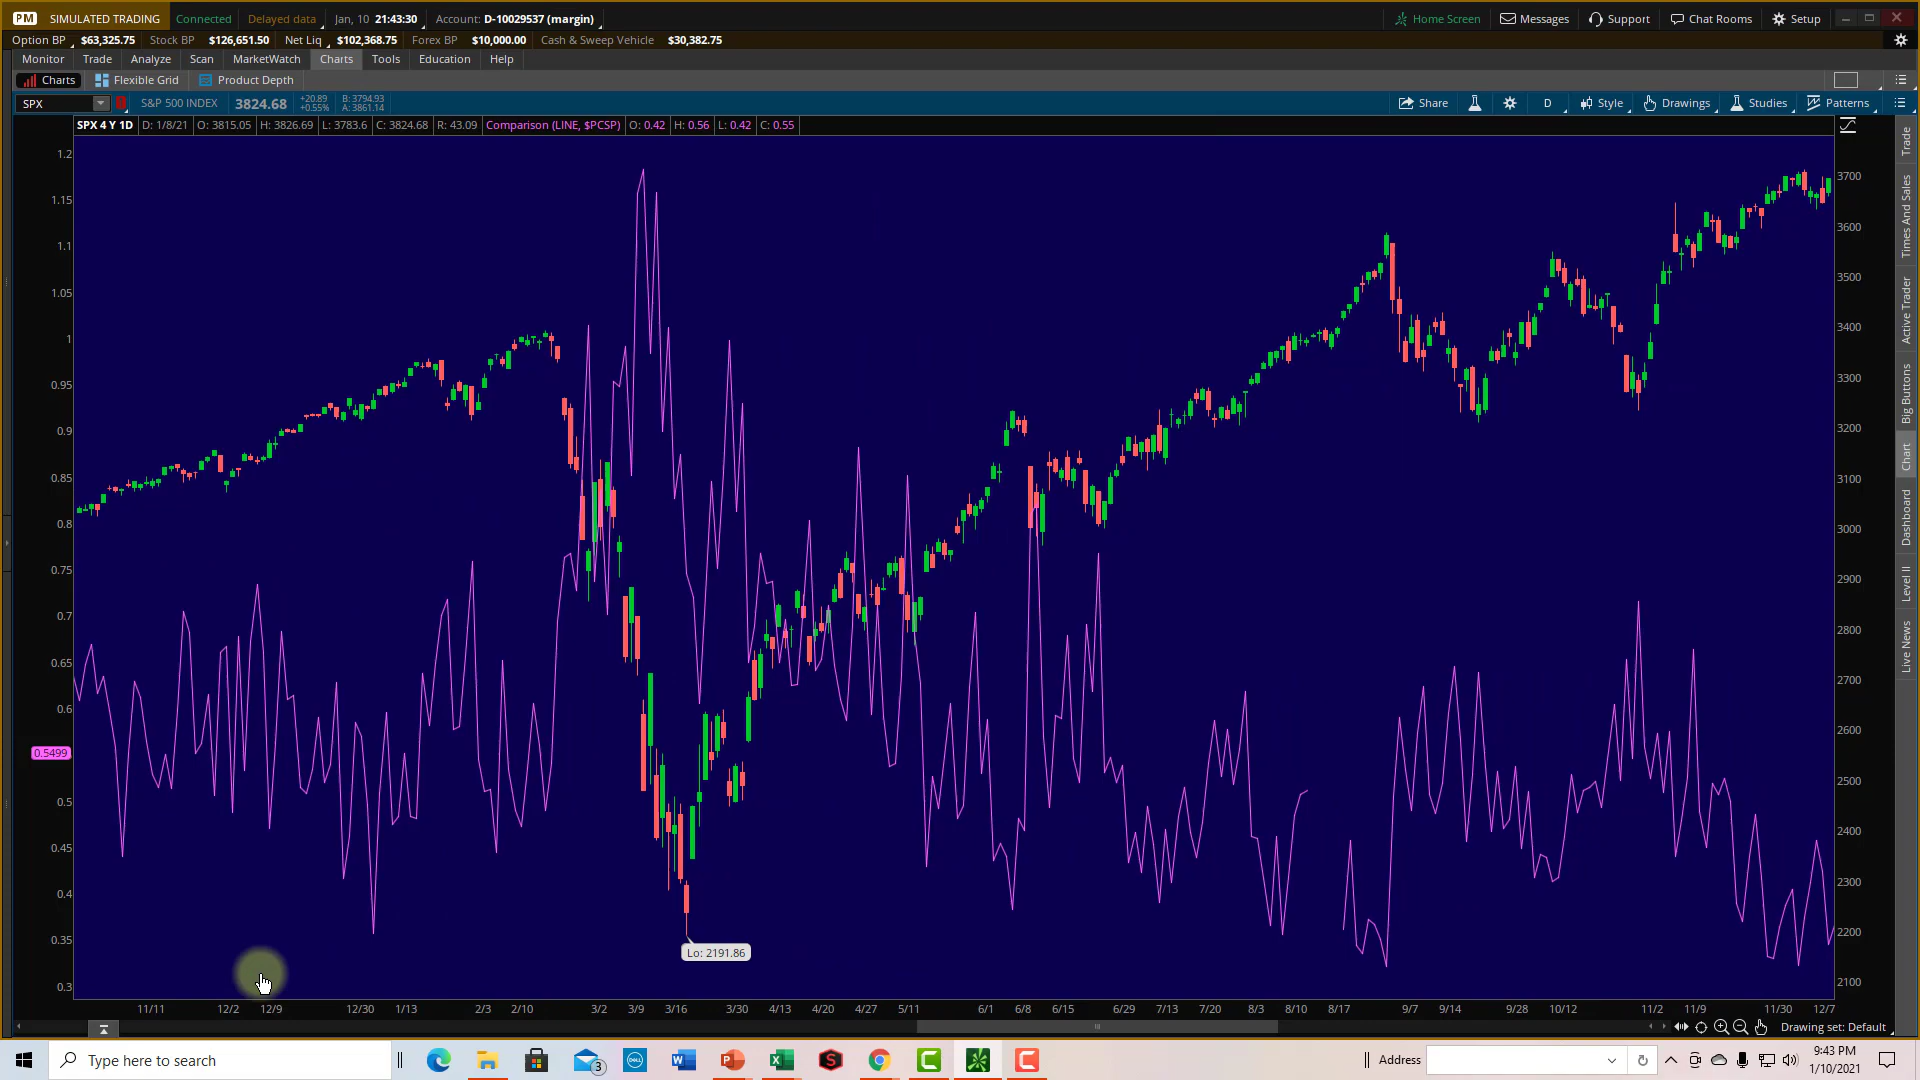 PM SIMULATED TRADING Connected Delayed data Jan, 10 21:43:30 Account: D-10029537 (margin) Home Screen Messages Support Chat Rooms Setup
Option BP $63,325.75 Stock BP $126,651.50 Net Liq $102,368.75 Forex BP $10,000.00 Cash & Sweep Vehicle $30,382.75
Monitor Trade Analyze Scan MarketWatch Charts Tools Education Help
Charts Flexible Grid Product Depth
SPX S&P 500 INDEX 3824.68 +20.89 +0.55% B: 3794.93 A: 3861.14 Share D Style Drawings Studies Patterns
SPX 4 Y 1D D: 1/8/21 O: 3815.05 H: 3826.69 L: 3783.6 C: 3824.68 R: 43.09 Comparison (LINE, $PCSP) O: 0.42 H: 0.56 L: 0.42 C: 0.55
1.2
1.15
1.1
1.05
1
0.95
0.9
0.85
0.8
0.75
0.7
0.65
0.6
0.5499
0.5
0.45
0.4
0.35
0.3
3700
3600
3500
3400
3300
3200
3100
3000
2900
2800
2700
2600
2500
2400
2300
2200
2100
Trade
Times And Sales
Active Trader
Big Buttons
Chart
Dashboard
Level II
Live News
Lo: 2191.86
11/11 12/2 12/9 12/30 1/13 2/3 2/10 3/2 3/9 3/16 3/30 4/13 4/20 4/27 5/11 6/1 6/8 6/15 6/29 7/13 7/20 8/3 8/10 8/17 9/7 9/14 9/28 10/12 11/2 11/9 11/30 12/7
Drawing set: Default
Type here to search 3 DELL Address 9:43 PM
1/10/2021